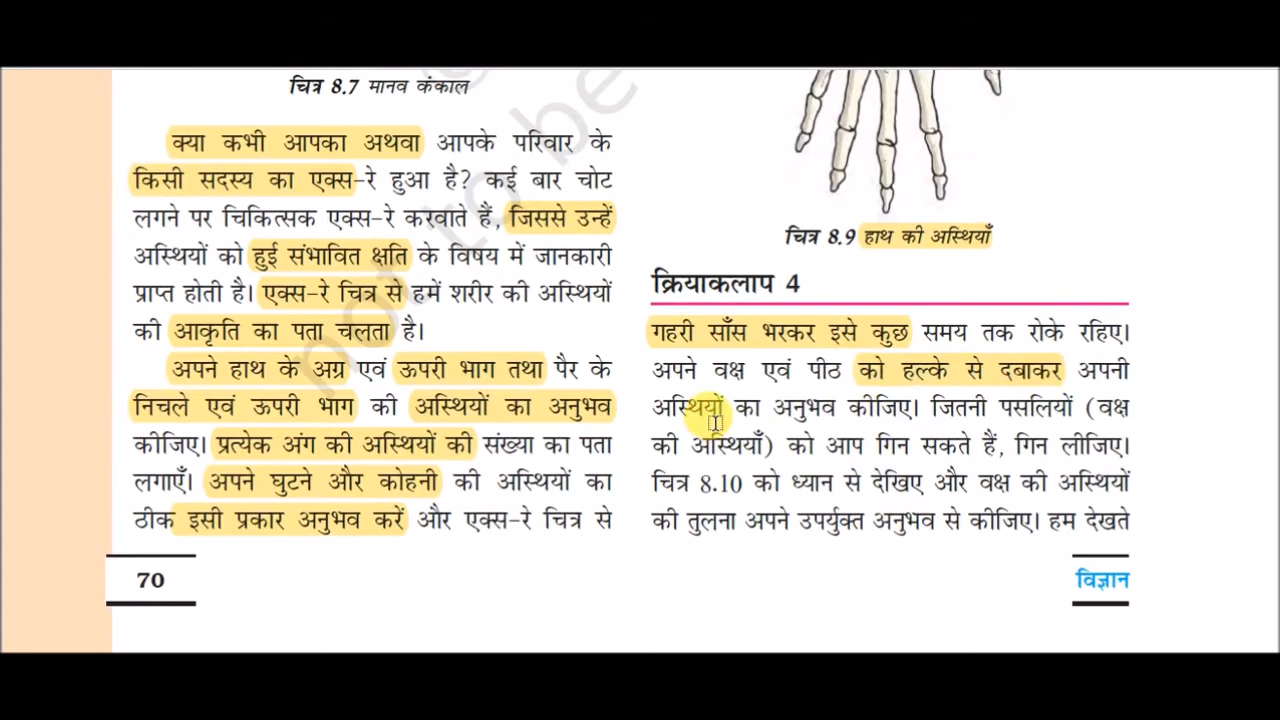 चित्र 8.7 मानव कंकाल
क्या कभी आपका अथवा आपके परिवार के
किसी सदस्य का एक्स-रे हुआ है? कई बार चोट
लगने पर चिकित्सक एक्स-रे करवाते हैं, जिससे उन्हें
अस्थियों को हुई संभावित क्षति के विषय में जानकारी
प्राप्त होती है। एक्स-रे चित्र से हमें शरीर की अस्थियों
की आकृति का पता चलता है।
अपने हाथ के अग्र एवं ऊपरी भाग तथा पैर के
निचले एवं ऊपरी भाग की अस्थियों का अनुभव
कीजिए। प्रत्येक अंग की अस्थियों की संख्या का पता
लगाएँ। अपने घुटने और कोहनी की अस्थियों का
ठीक इसी प्रकार अनुभव करें और एक्स-रे चित्र से
70
चित्र 8.9 हाथ की अस्थियाँ
क्रियाकलाप 4
गहरी साँस भरकर इसे कुछ समय तक रोके रहिए।
अपने वक्ष एवं पीठ को हल्के से दबाकर अपनी
अस्थियों का अनुभव कीजिए। जितनी पसलियों (वक्ष
की अस्थियाँ) को आप गिन सकते हैं, गिन लीजिए।
चित्र 8.10 को ध्यान से देखिए और वक्ष की अस्थियों
की तुलना अपने उपर्युक्त अनुभव से कीजिए। हम देखते
विज्ञान
not to be